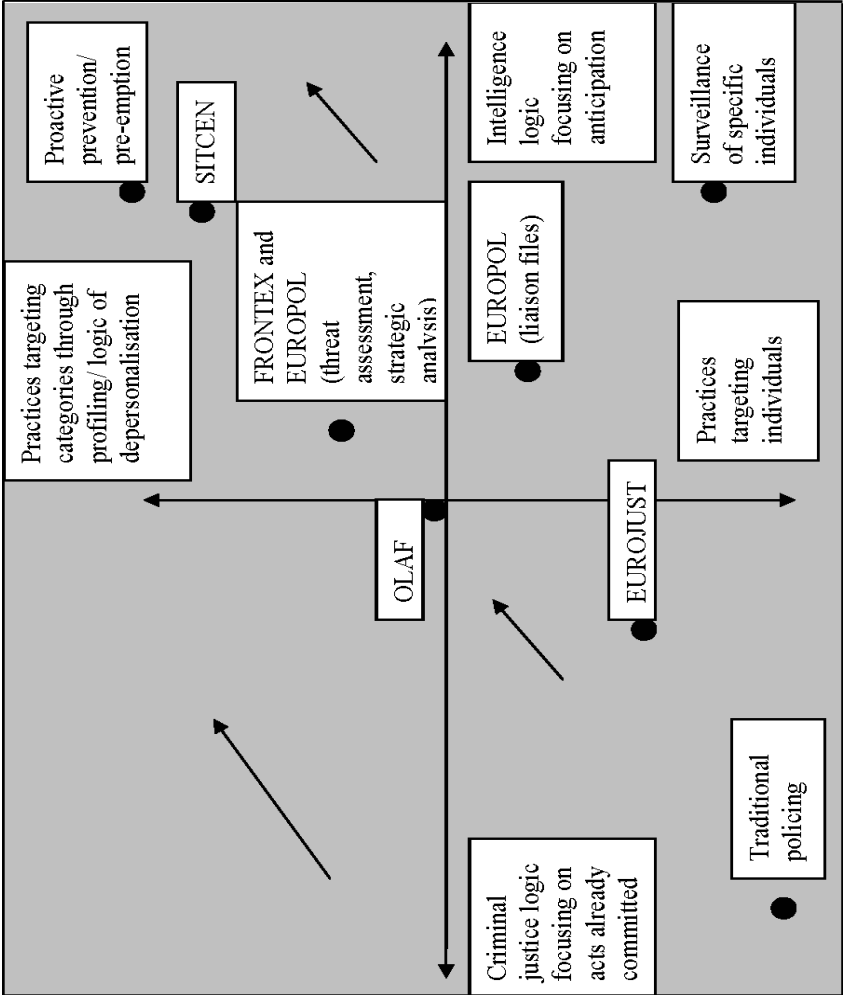 Practices targeting
categories through
profiling/ logic of
depersonalisation
Proactive
prevention/
pre-emption
SITCEN
FRONTEX and
EUROPOL
(threat
assessment,
strategic
analysis)
OLAF
Criminal
justice logic
focusing on
acts already
committed
EUROPOL
(liaison files)
Intelligence
logic
focusing on
anticipation
EUROJUST
Practices
targeting
individuals
Surveillance
of specific
individuals
Traditional
policing